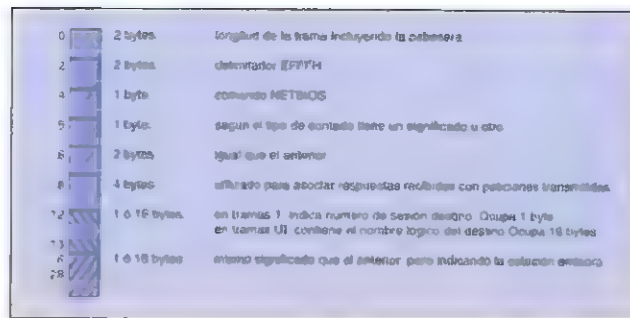 0 2 bytes. longitud de la trama incluyendo la cabecera
2 2 bytes delimitador EFFFH
4 1 byte. comando NETBIOS
5 1 byte. según el tipo de comando tiene un significado u otro
6 2 bytes igual que el anterior
8 4 bytes utilizado para asociar respuestas recibidas con peticiones transmitidas
12 1 ó 16 bytes. en tramas I indica numero de sesión destino Ocupa 1 byte
en tramas UI contiene el nombre lógico del destino Ocupa 16 bytes
13
6 1 ó 16 bytes mismo significado que el anterior pero indicando la estación emisora
28